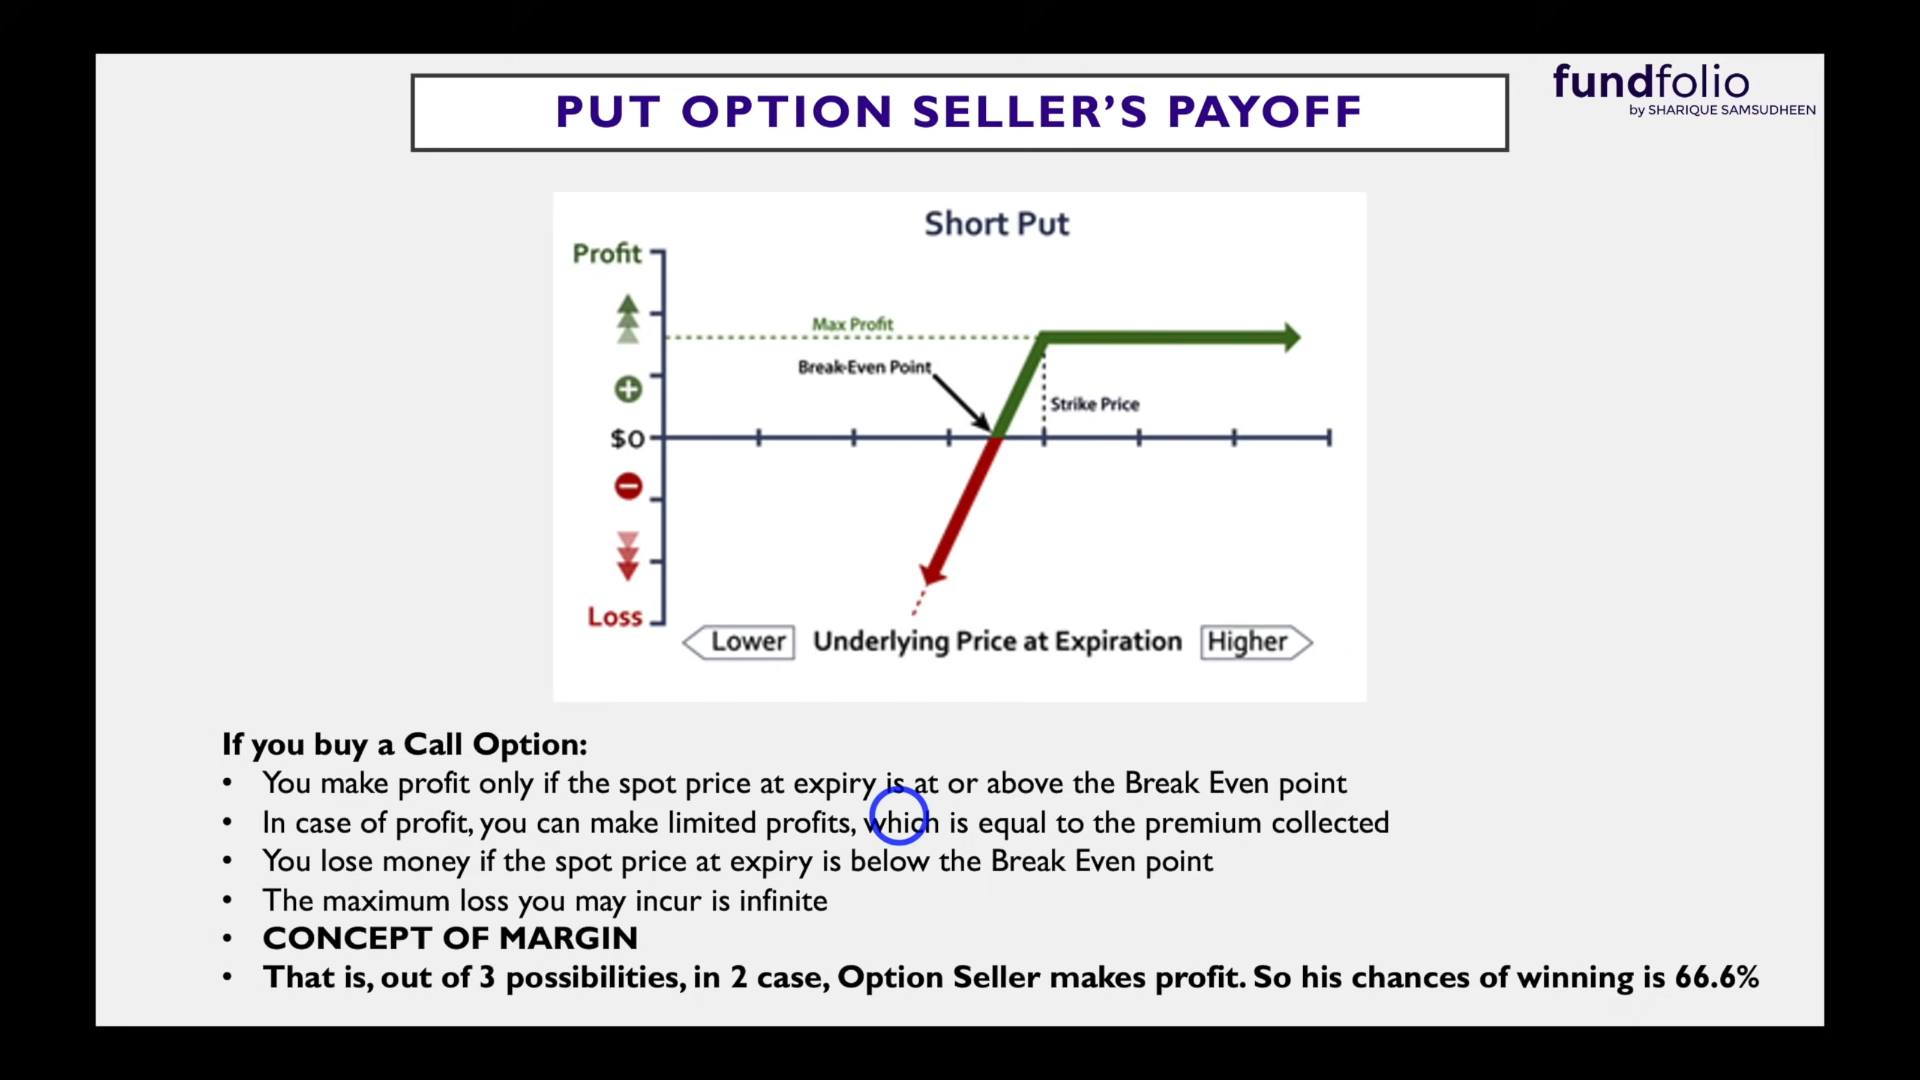 fundfolio
by SHARIQUE SAMSUDHEEN
PUT OPTION SELLER'S PAYOFF
Short Put
Profit
Max Profit
Break-Even Point
Strike Price
$0
Loss
Lower
Underlying Price at Expiration
Higher
If you buy a Call Option:
• You make profit only if the spot price at expiry is at or above the Break Even point
• In case of profit, you can make limited profits, which is equal to the premium collected
• You lose money if the spot price at expiry is below the Break Even point
• The maximum loss you may incur is infinite
• CONCEPT OF MARGIN
• That is, out of 3 possibilities, in 2 case, Option Seller makes profit. So his chances of winning is 66.6%